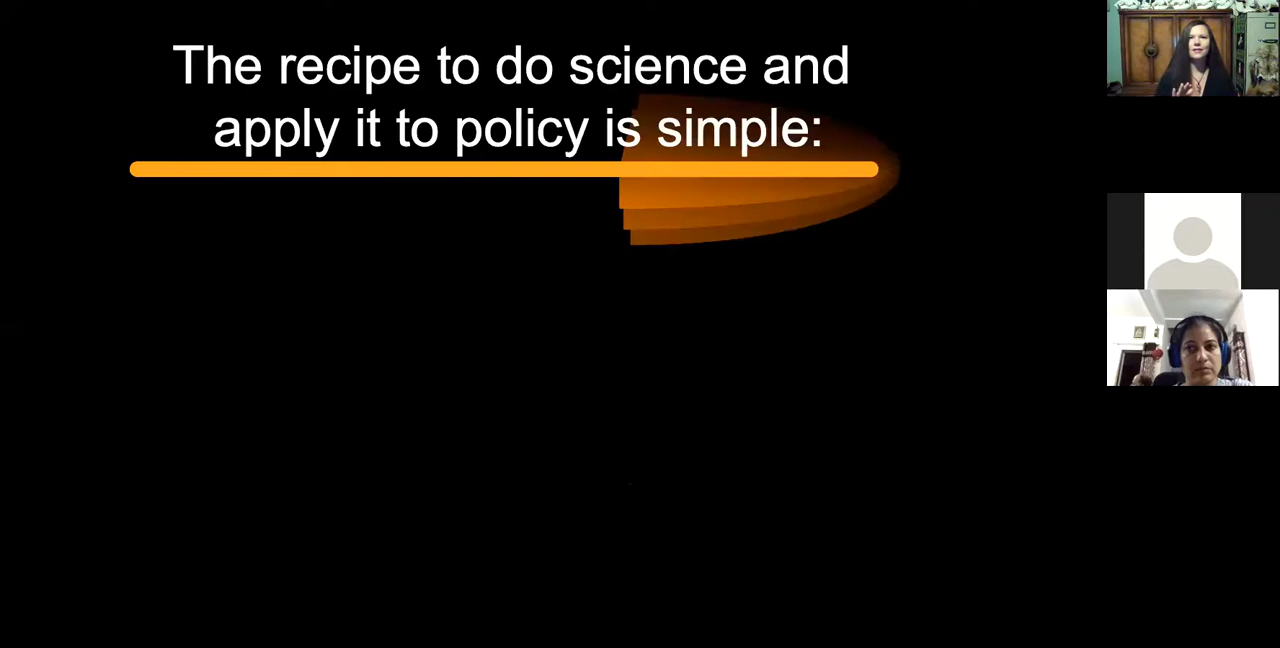 The recipe to do science and
apply it to policy is simple: